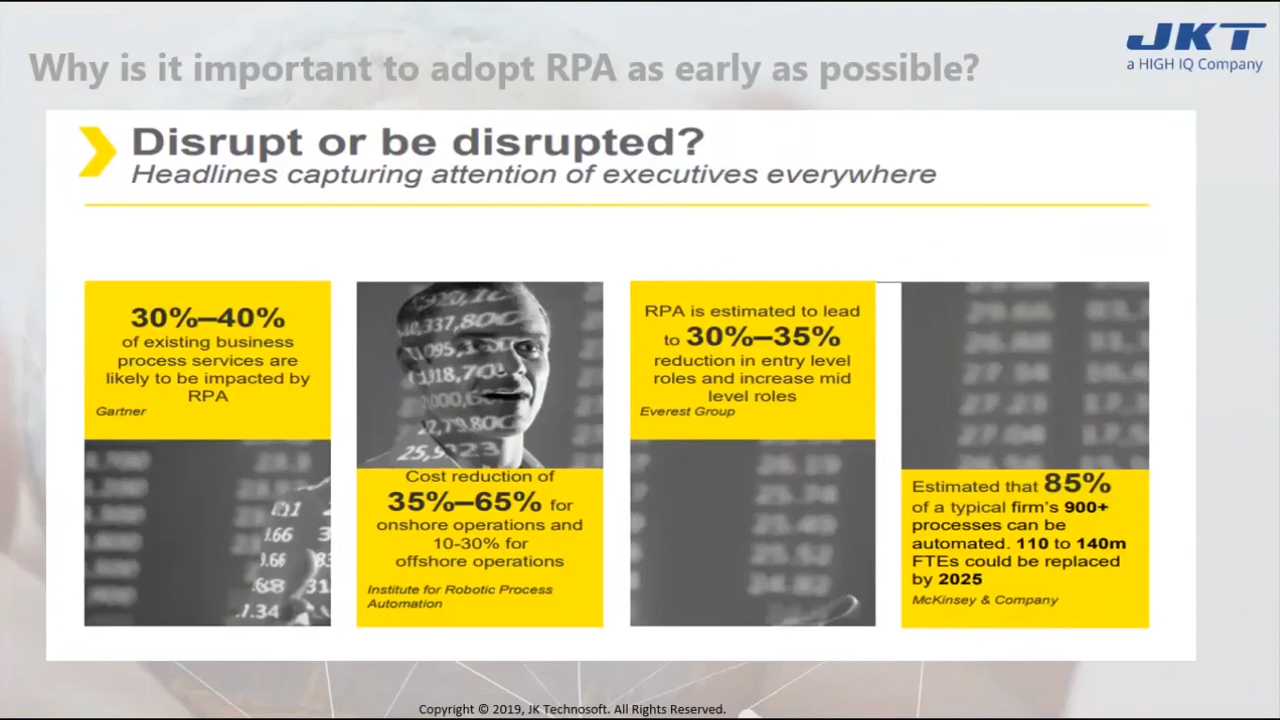 Why is it important to adopt RPA as early as possible?
JKT
a HIGH IQ Company
Disrupt or be disrupted?
Headlines capturing attention of executives everywhere
30%–40%
of existing business
process services are
likely to be impacted by
RPA
Gartner
Cost reduction of
35%–65% for
onshore operations and
10-30% for
offshore operations
Institute for Robotic Process
Automation
RPA is estimated to lead
to 30%–35%
reduction in entry level
roles and increase mid
level roles
Everest Group
Estimated that 85%
of a typical firm's 900+
processes can be
automated. 110 to 140m
FTEs could be replaced
by 2025
McKinsey & Company
Copyright © 2019, JK Technosoft. All Rights Reserved.